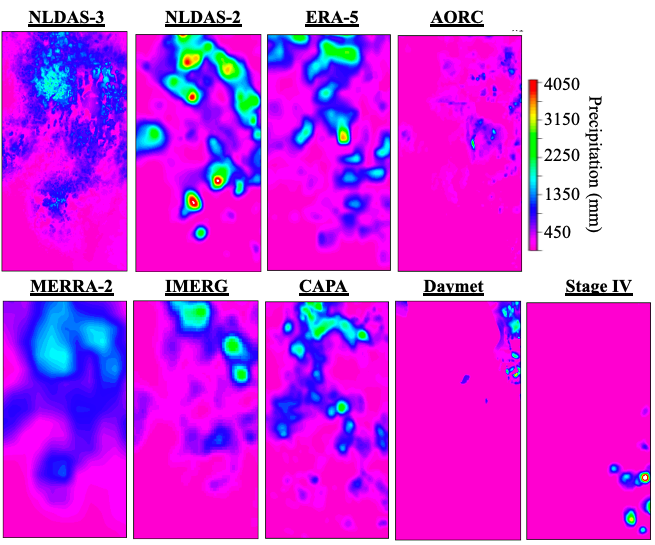 NLDAS-3 NLDAS-2 ERA-5 AORC
4050
3150
2250
1350
450
Precipitation (mm)
MERRA-2 IMERG CAPA Daymet Stage IV